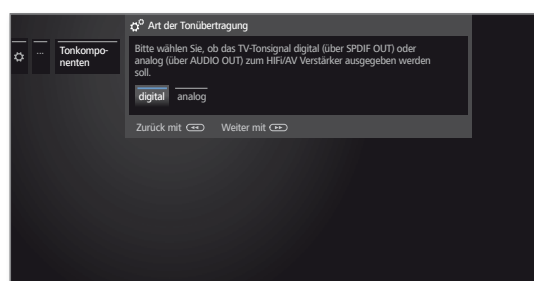 Art der Tonübertragung
... Tonkompo-
nenten
Bitte wählen Sie, ob das TV-Tonsignal digital (über SPDIF OUT) oder
analog (über AUDIO OUT) zum HIFi/AV Verstärker ausgegeben werden
soll.
digital analog
Zurück mit Weiter mit